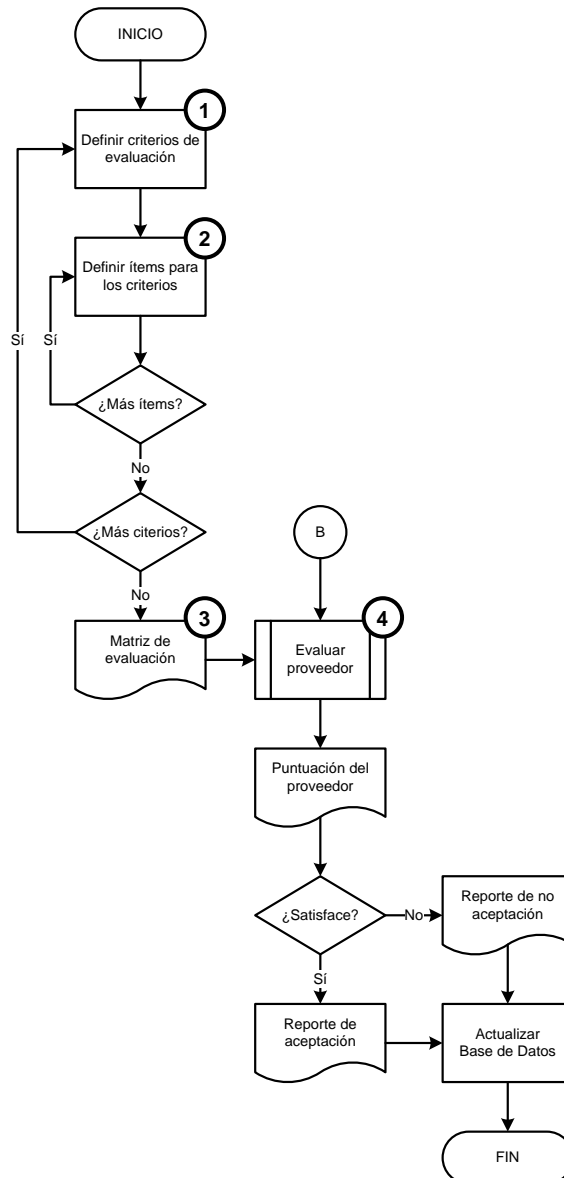 INICIO
1
Definir criterios de
evaluación
2
Definir ítems para
los criterios
Sí
Sí
¿Más ítems?
No
¿Más citerios?
No
B
3
Matriz de
evaluación
4
Evaluar
proveedor
Puntuación del
proveedor
¿Satisface?
No
Reporte de no
aceptación
Sí
Reporte de
aceptación
Actualizar
Base de Datos
FIN